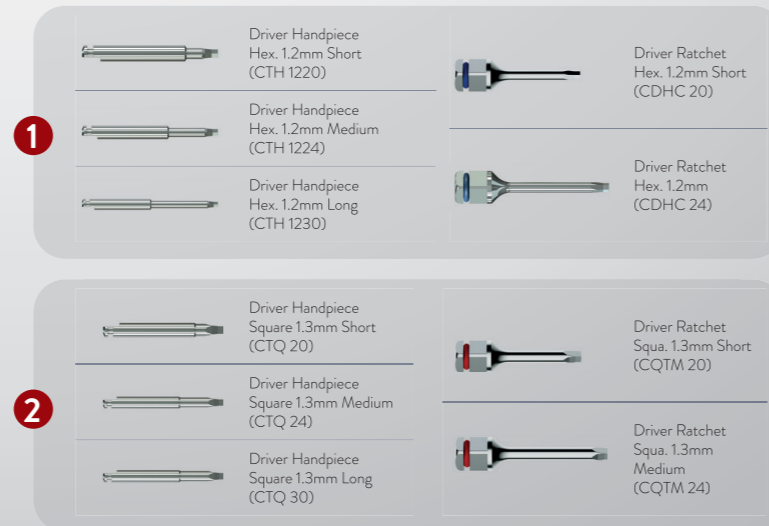 1
Driver Handpiece
Hex. 1.2mm Short
(CTH 1220)
Driver Handpiece
Hex. 1.2mm Medium
(CTH 1224)
Driver Handpiece
Hex. 1.2mm Long
(CTH 1230)
Driver Ratchet
Hex. 1.2mm Short
(CDHC 20)
Driver Ratchet
Hex. 1.2mm
(CDHC 24)
2
Driver Handpiece
Square 1.3mm Short
(CTQ 20)
Driver Handpiece
Square 1.3mm Medium
(CTQ 24)
Driver Handpiece
Square 1.3mm Long
(CTQ 30)
Driver Ratchet
Squa. 1.3mm Short
(CQTM 20)
Driver Ratchet
Squa. 1.3mm
Medium
(CQTM 24)